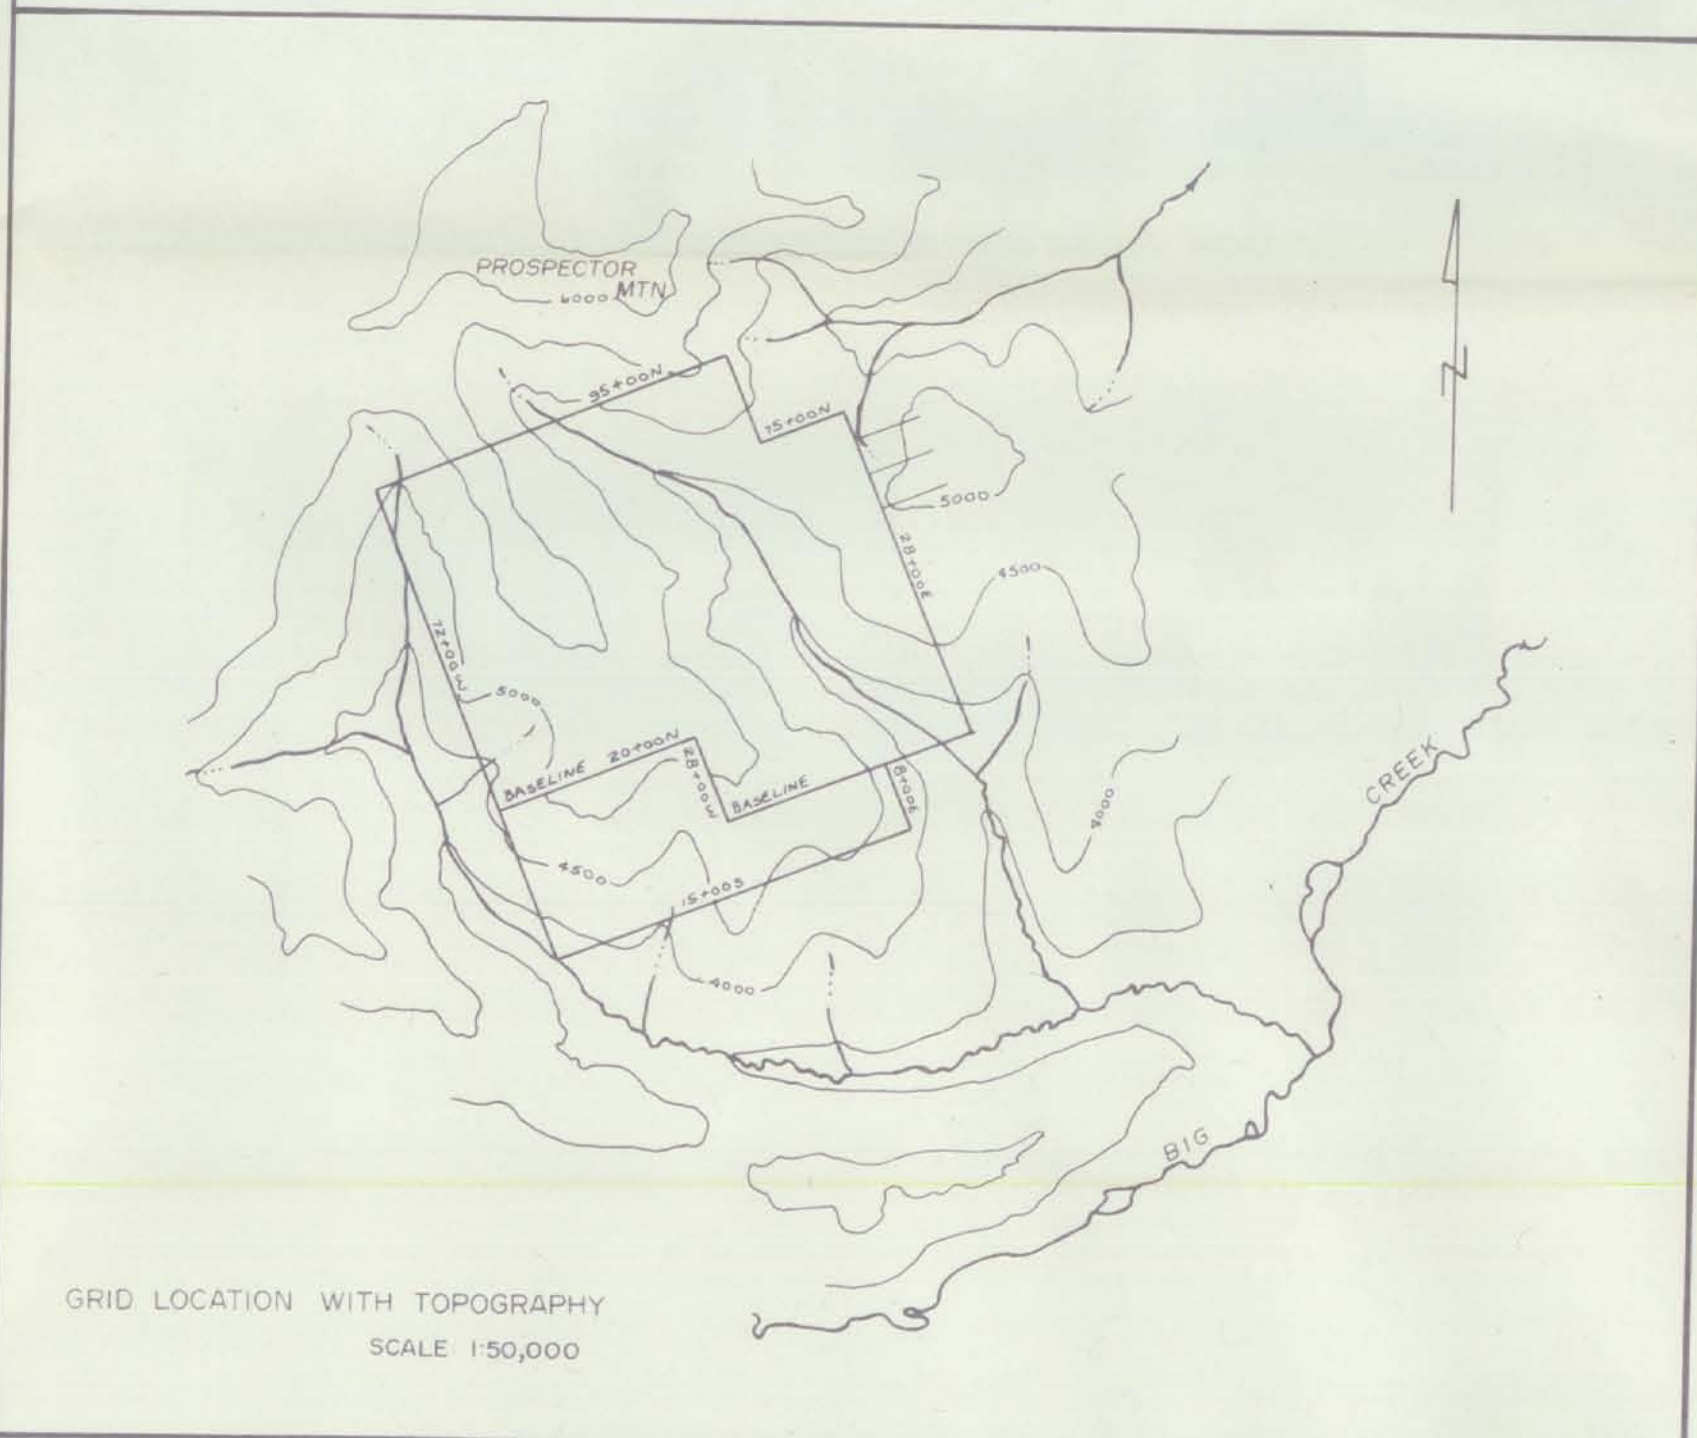 PROSPECTOR
MTN
6000
95+00N
75+00N
5000
28+00E
4500
72+00W
5000
BASELINE 20+00N
28+00W
BASELINE
8+00E
4000
CREEK
4500
15+00S
4000
BIG
N
GRID LOCATION WITH TOPOGRAPHY
SCALE 1:50,000